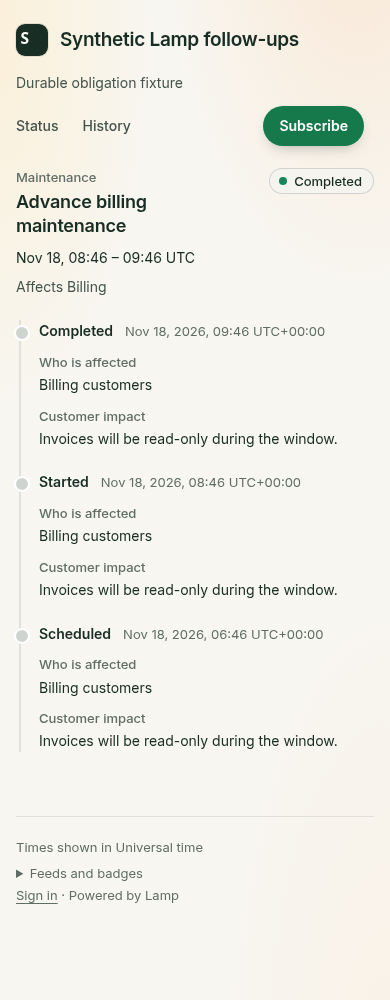 S
Synthetic Lamp follow-ups
Durable obligation fixture
Status
History
Subscribe
Maintenance
Completed
Advance billing
maintenance
Nov 18, 08:46 – 09:46 UTC
Affects Billing
Completed Nov 18, 2026, 09:46 UTC+00:00
Who is affected
Billing customers
Customer impact
Invoices will be read-only during the window.
Started Nov 18, 2026, 08:46 UTC+00:00
Who is affected
Billing customers
Customer impact
Invoices will be read-only during the window.
Scheduled Nov 18, 2026, 06:46 UTC+00:00
Who is affected
Billing customers
Customer impact
Invoices will be read-only during the window.
Times shown in Universal time
Feeds and badges
Sign in · Powered by Lamp